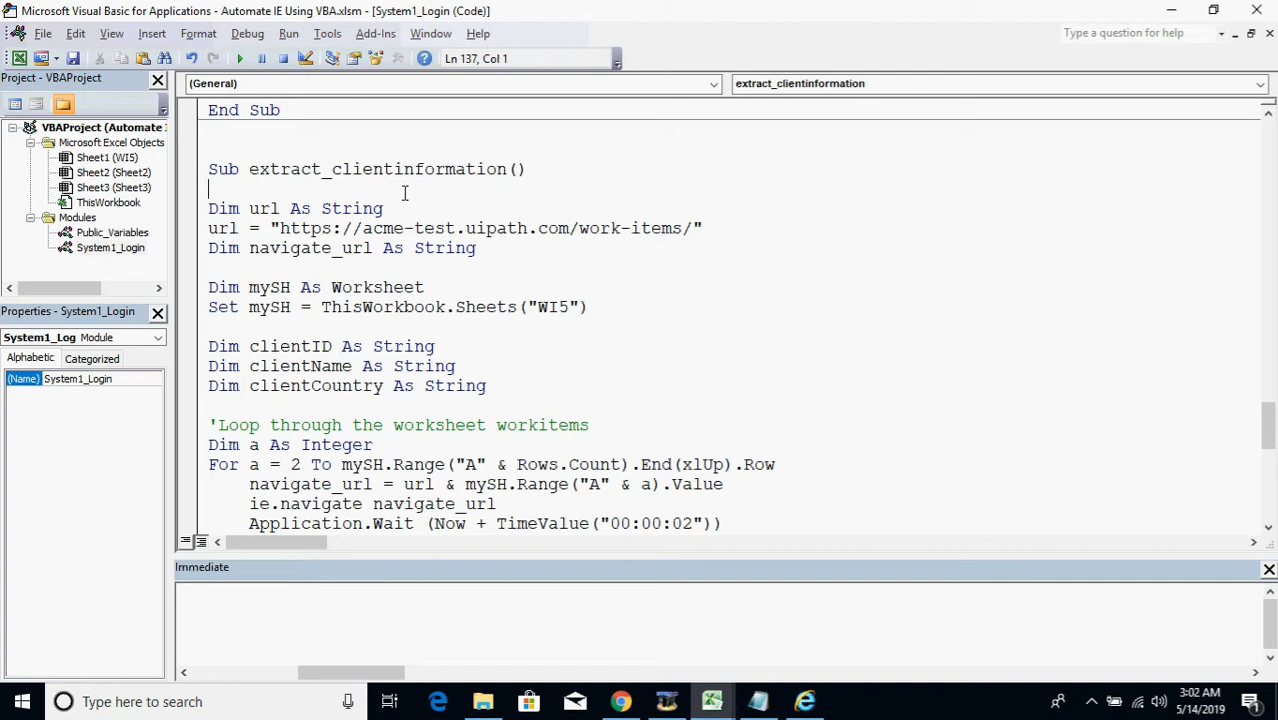 Microsoft Visual Basic for Applications - Automate IE Using VBA.xlsm - [System1_Login (Code)]
File Edit View Insert Format Debug Run Tools Add-Ins Window Help
Type a question for help
Ln 137, Col 1
Project - VBAProject
(General)
extract_clientinformation
VBAProject (Automate I
Microsoft Excel Objects
Sheet1 (WI5)
Sheet2 (Sheet2)
Sheet3 (Sheet3)
ThisWorkbook
Modules
Public_Variables
System1_Login
Properties - System1_Login
System1_Log Module
Alphabetic Categorized
(Name) System1_Login
End Sub
Sub extract_clientinformation()
Dim url As String
url = "https://acme-test.uipath.com/work-items/"
Dim navigate_url As String
Dim mySH As Worksheet
Set mySH = ThisWorkbook.Sheets("WI5")
Dim clientID As String
Dim clientName As String
Dim clientCountry As String
'Loop through the worksheet workitems
Dim a As Integer
For a = 2 To mySH.Range("A" & Rows.Count).End(xlUp).Row
navigate_url = url & mySH.Range("A" & a).Value
ie.navigate navigate_url
Application.Wait (Now + TimeValue("00:00:02"))
Immediate
Type here to search
3:02 AM
5/14/2019
1